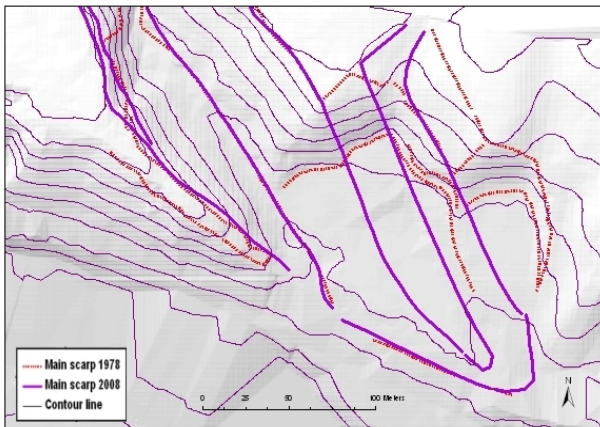 Main scarp 1978
Main scarp 2008
Contour line
0 25 50 100 Meters
N